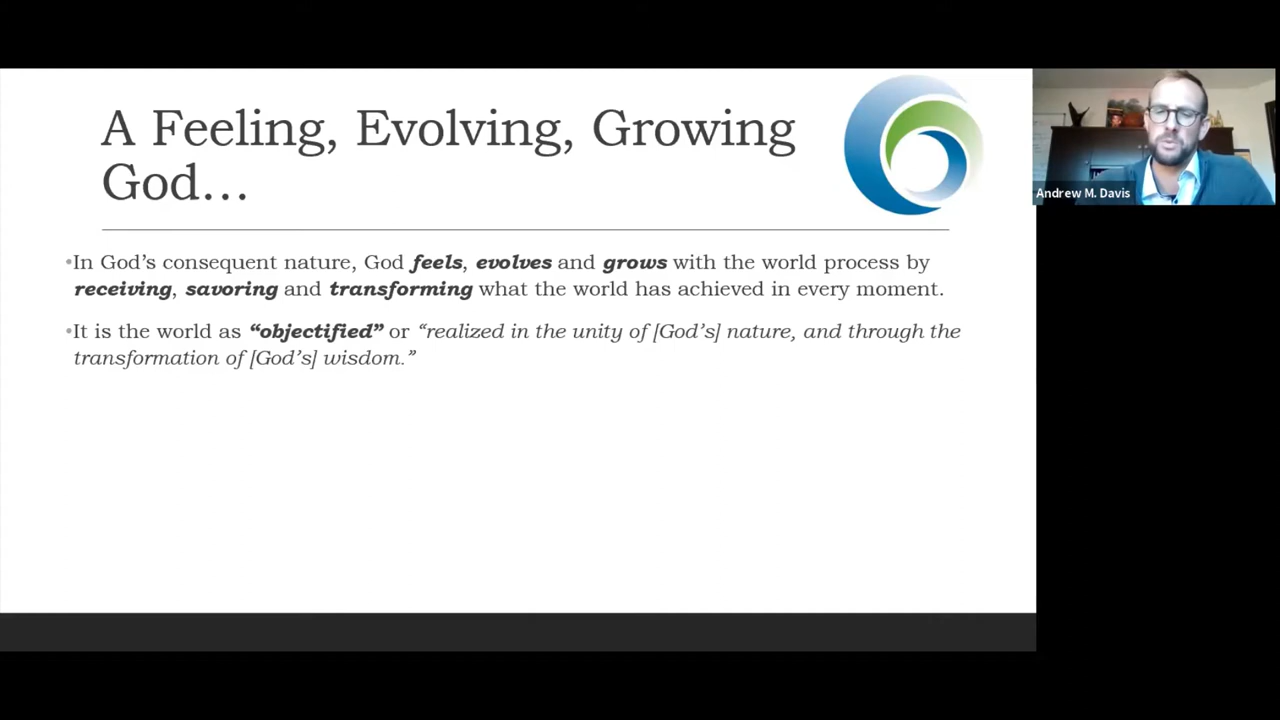 A Feeling, Evolving, Growing
God…
•In God’s consequent nature, God feels, evolves and grows with the world process by
receiving, savoring and transforming what the world has achieved in every moment.
•It is the world as “objectified” or “realized in the unity of [God’s] nature, and through the
transformation of [God’s] wisdom.”
Andrew M. Davis